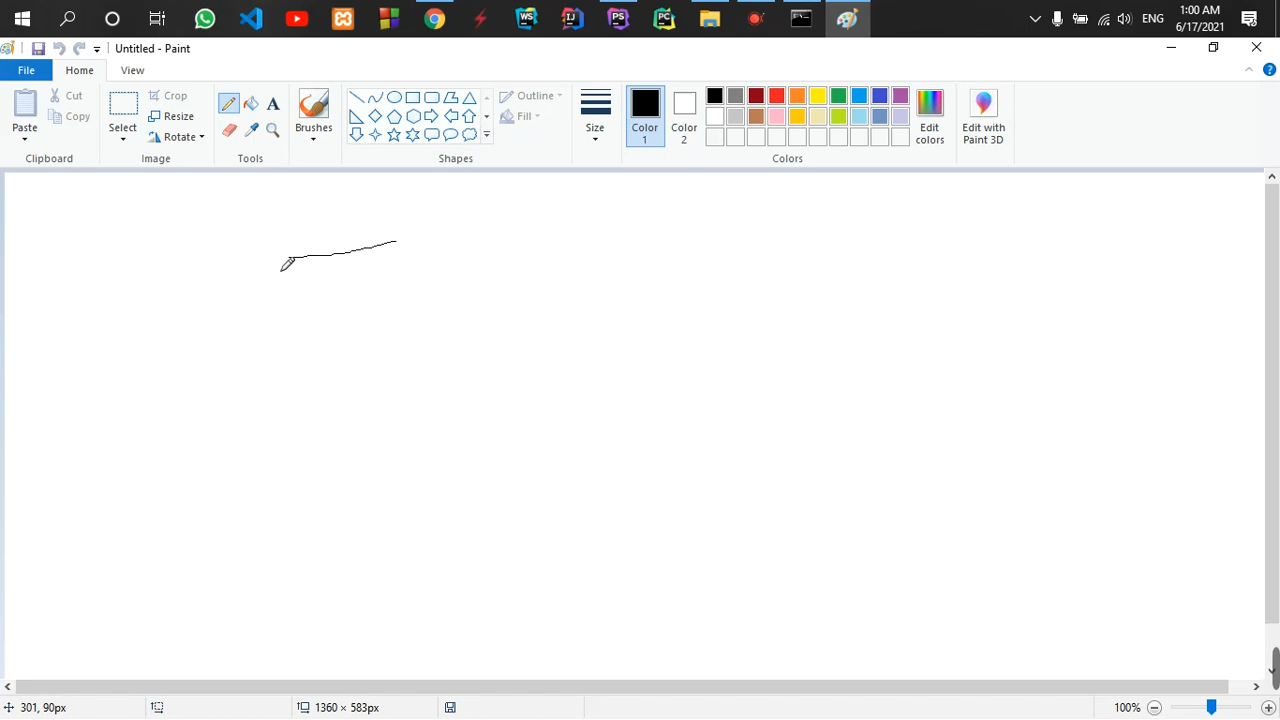 1:00 AM
ENG
6/17/2021
Untitled - Paint
File Home View
Paste Cut Copy Clipboard
Select Crop Resize Rotate Image
A Tools
Brushes
Outline Fill Shapes
Size
Color 1 Color 2 Edit colors Colors
Edit with Paint 3D
301, 90px 1360 × 583px 100%